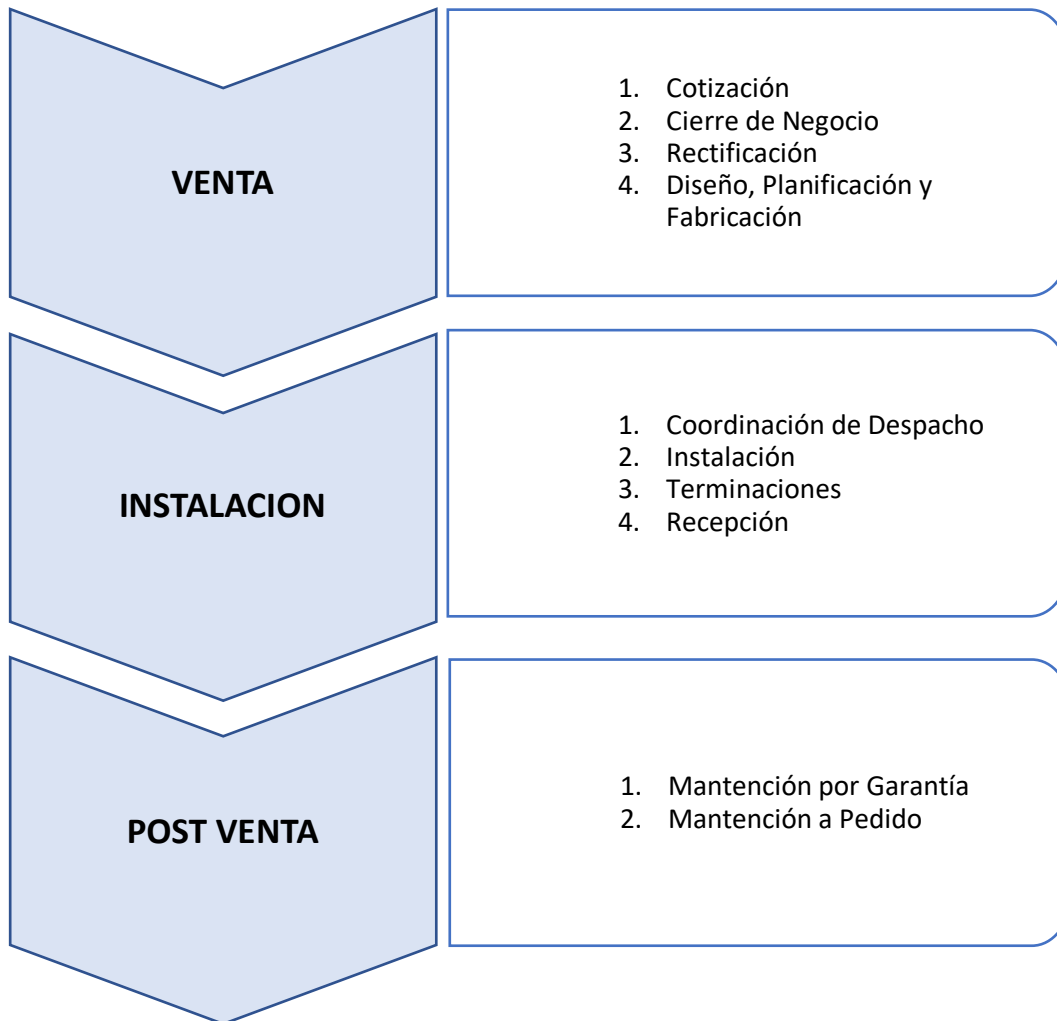 VENTA
1. Cotización
2. Cierre de Negocio
3. Rectificación
4. Diseño, Planificación y
Fabricación
INSTALACION
1. Coordinación de Despacho
2. Instalación
3. Terminaciones
4. Recepción
POST VENTA
1. Mantención por Garantía
2. Mantención a Pedido